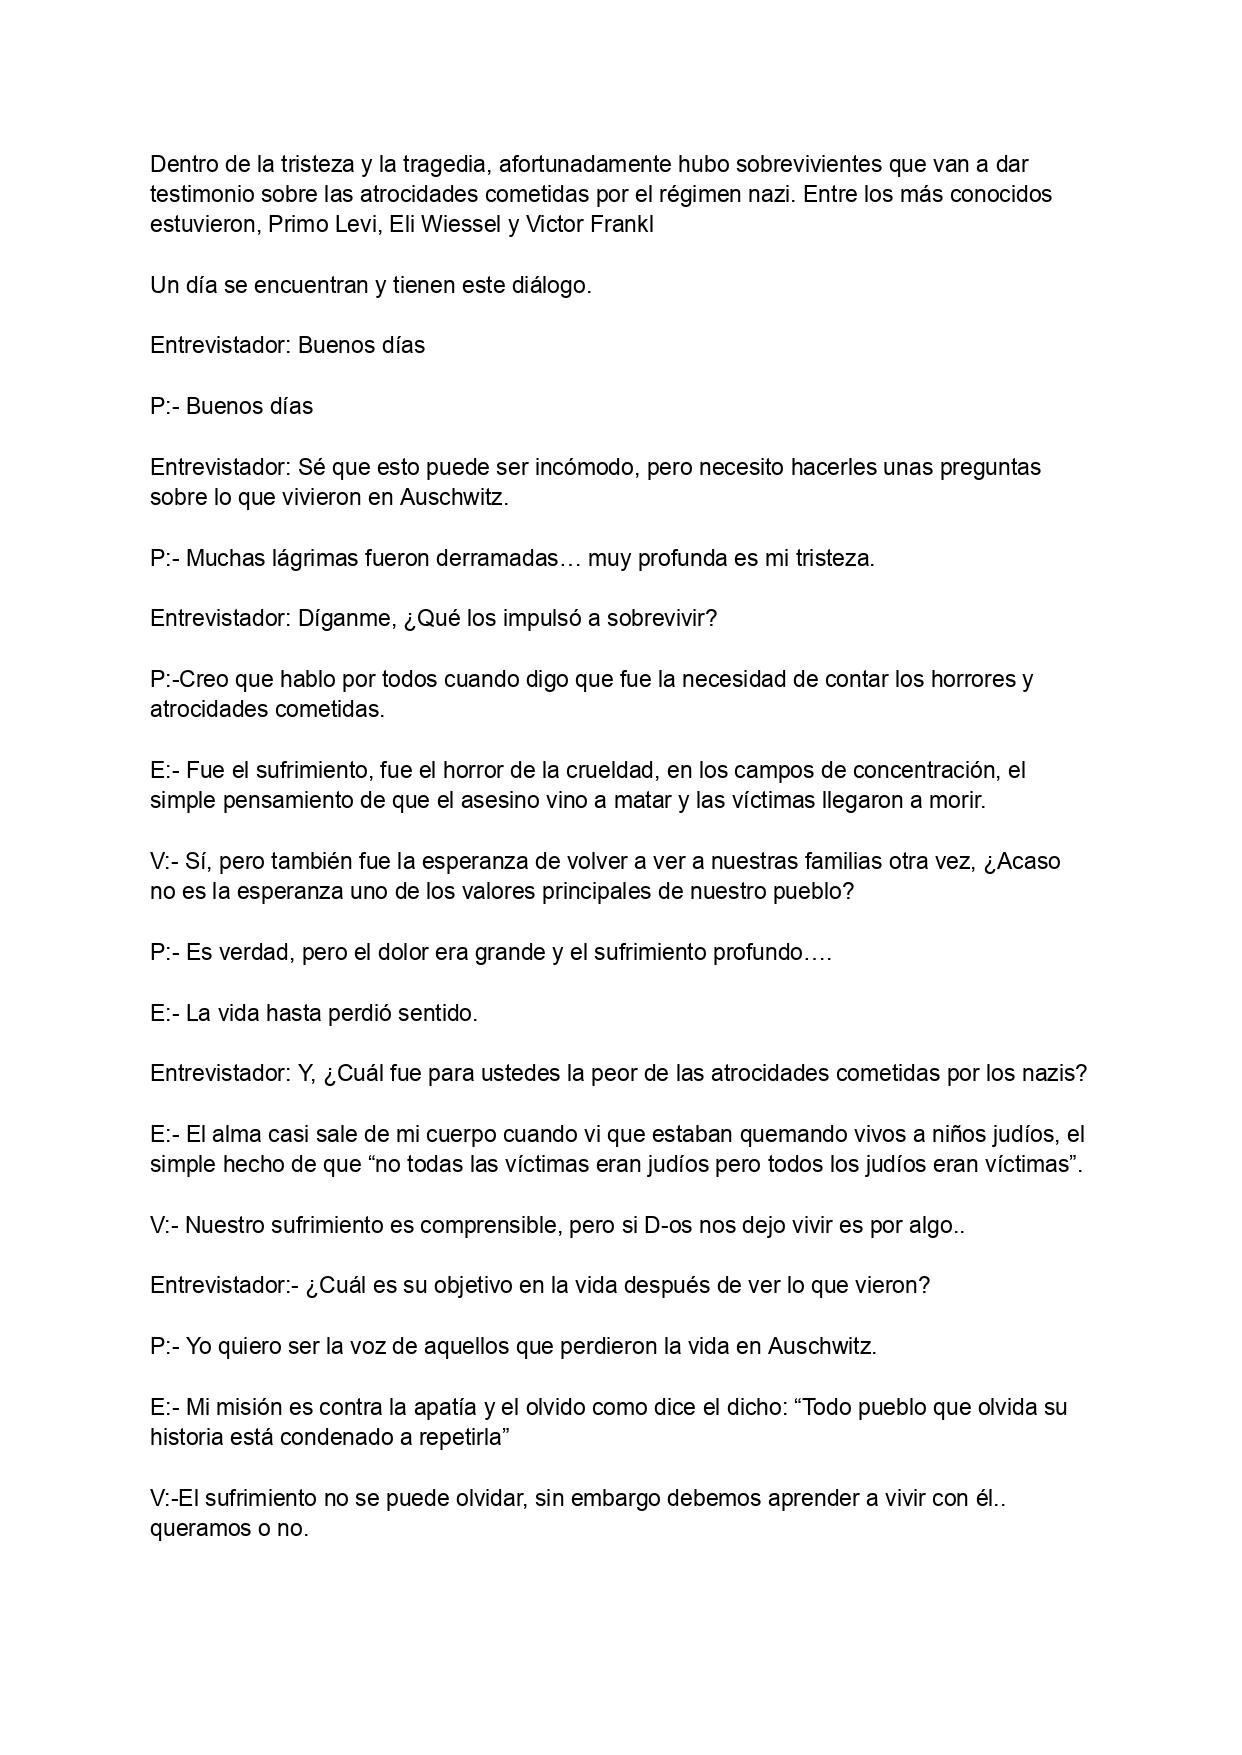 Dentro de la tristeza y la tragedia, afortunadamente hubo sobrevivientes que van a dar
testimonio sobre las atrocidades cometidas por el régimen nazi. Entre los más conocidos
estuvieron, Primo Levi, Eli Wiessel y Victor Frankl
Un día se encuentran y tienen este diálogo.
Entrevistador: Buenos días
P:- Buenos días
Entrevistador: Sé que esto puede ser incómodo, pero necesito hacerles unas preguntas
sobre lo que vivieron en Auschwitz.
P:- Muchas lágrimas fueron derramadas… muy profunda es mi tristeza.
Entrevistador: Díganme, ¿Qué los impulsó a sobrevivir?
P:-Creo que hablo por todos cuando digo que fue la necesidad de contar los horrores y
atrocidades cometidas.
E:- Fue el sufrimiento, fue el horror de la crueldad, en los campos de concentración, el
simple pensamiento de que el asesino vino a matar y las víctimas llegaron a morir.
V:- Sí, pero también fue la esperanza de volver a ver a nuestras familias otra vez, ¿Acaso
no es la esperanza uno de los valores principales de nuestro pueblo?
P:- Es verdad, pero el dolor era grande y el sufrimiento profundo….
E:- La vida hasta perdió sentido.
Entrevistador: Y, ¿Cuál fue para ustedes la peor de las atrocidades cometidas por los nazis?
E:- El alma casi sale de mi cuerpo cuando vi que estaban quemando vivos a niños judíos, el
simple hecho de que “no todas las víctimas eran judíos pero todos los judíos eran víctimas”.
V:- Nuestro sufrimiento es comprensible, pero si D-os nos dejo vivir es por algo..
Entrevistador:- ¿Cuál es su objetivo en la vida después de ver lo que vieron?
P:- Yo quiero ser la voz de aquellos que perdieron la vida en Auschwitz.
E:- Mi misión es contra la apatía y el olvido como dice el dicho: “Todo pueblo que olvida su
historia está condenado a repetirla”
V:-El sufrimiento no se puede olvidar, sin embargo debemos aprender a vivir con él..
queramos o no.